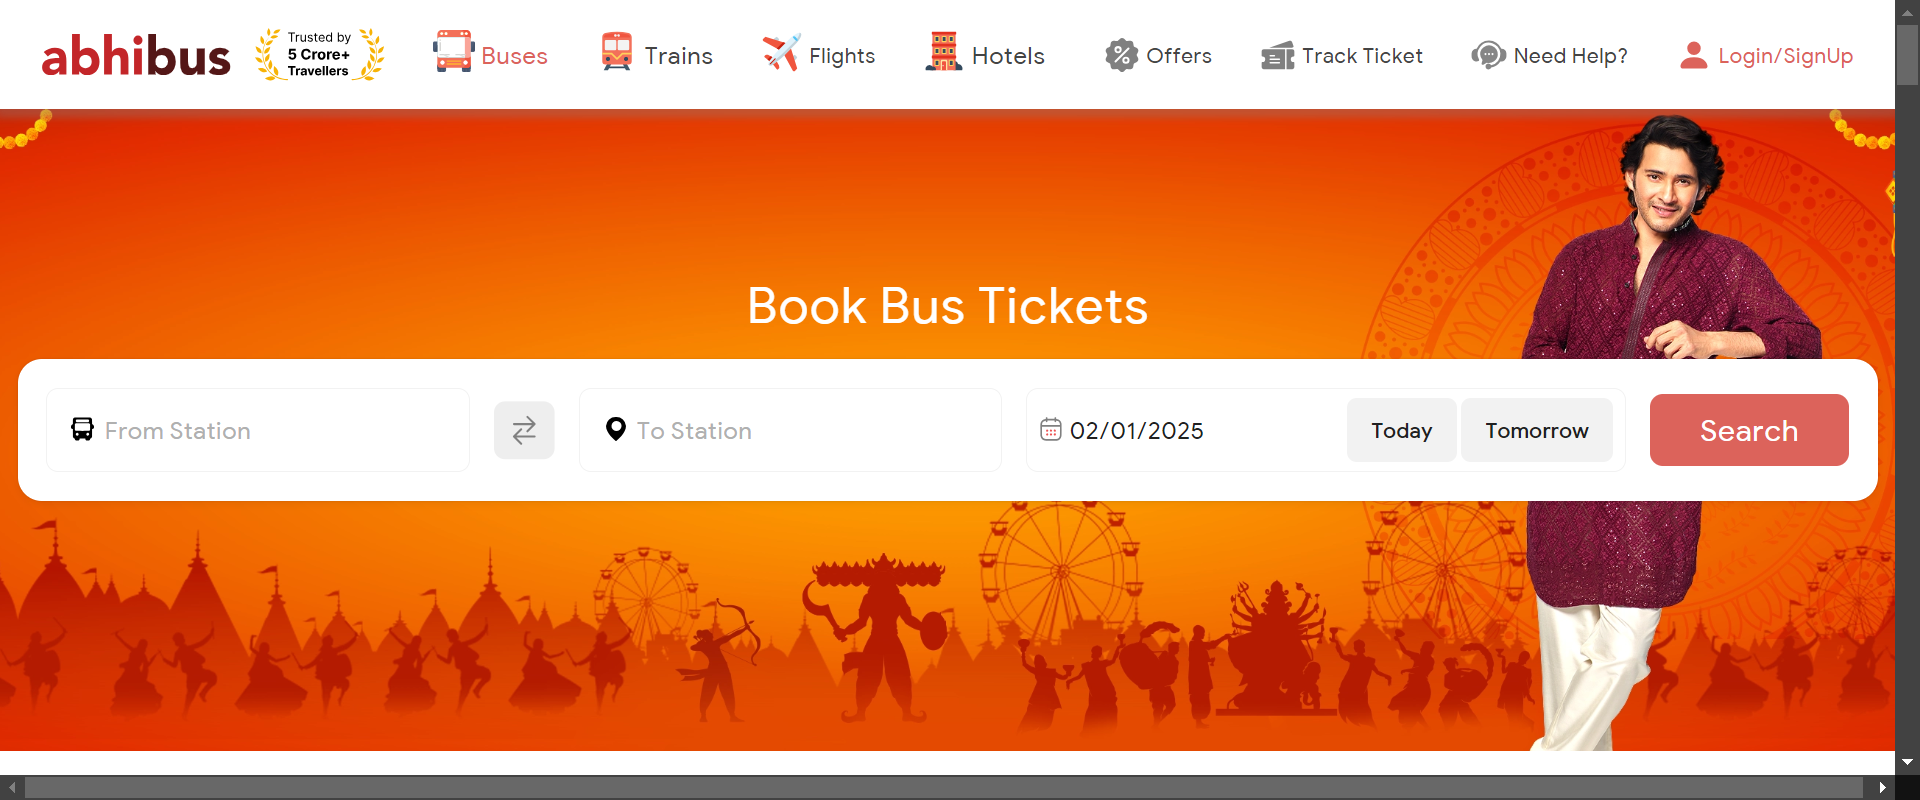 abhibus
Trusted by
5 Crore+
Travellers
Buses
Trains
Flights
Hotels
Offers
Track Ticket
Need Help?
Login/SignUp
Book Bus Tickets
From Station
To Station
02/01/2025
Today
Tomorrow
Search